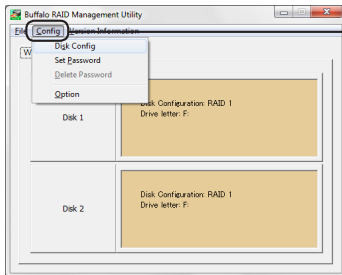 Buffalo RAID Management Utility
File Config Version Information
Disk Config
Set Password
Delete Password
Option
Disk 1
Disk Configuration: RAID 1
Drive letter: F:
Disk 2
Disk Configuration: RAID 1
Drive letter: F: